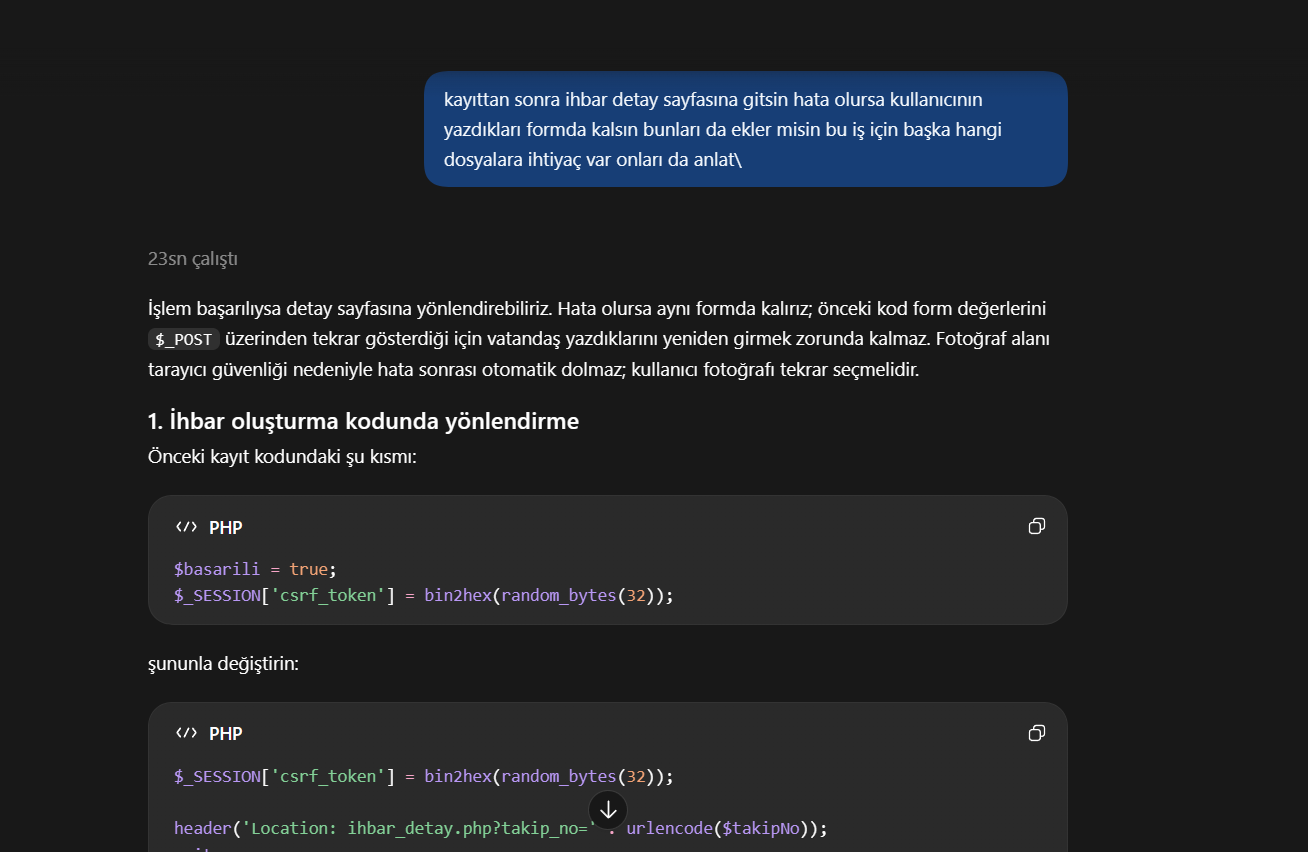 kayıttan sonra ihbar detay sayfasına gitsin hata olursa kullanıcının
yazdıkları formda kalsın bunları da ekler misin bu iş için başka hangi
dosyalara ihtiyaç var onları da anlat\
23sn çalıştı
İşlem başarılıysa detay sayfasına yönlendirebiliriz. Hata olursa aynı formda kalırız; önceki kod form değerlerini
$_POST üzerinden tekrar gösterdiği için vatandaş yazdıklarını yeniden girmek zorunda kalmaz. Fotoğraf alanı
tarayıcı güvenliği nedeniyle hata sonrası otomatik dolmaz; kullanıcı fotoğrafı tekrar seçmelidir.
1. İhbar oluşturma kodunda yönlendirme
Önceki kayıt kodundaki şu kısmı:
</> PHP
$basarili = true;
$_SESSION['csrf_token'] = bin2hex(random_bytes(32));
şununla değiştirin:
</> PHP
$_SESSION['csrf_token'] = bin2hex(random_bytes(32));
header('Location: ihbar_detay.php?takip_no=' . urlencode($takipNo));